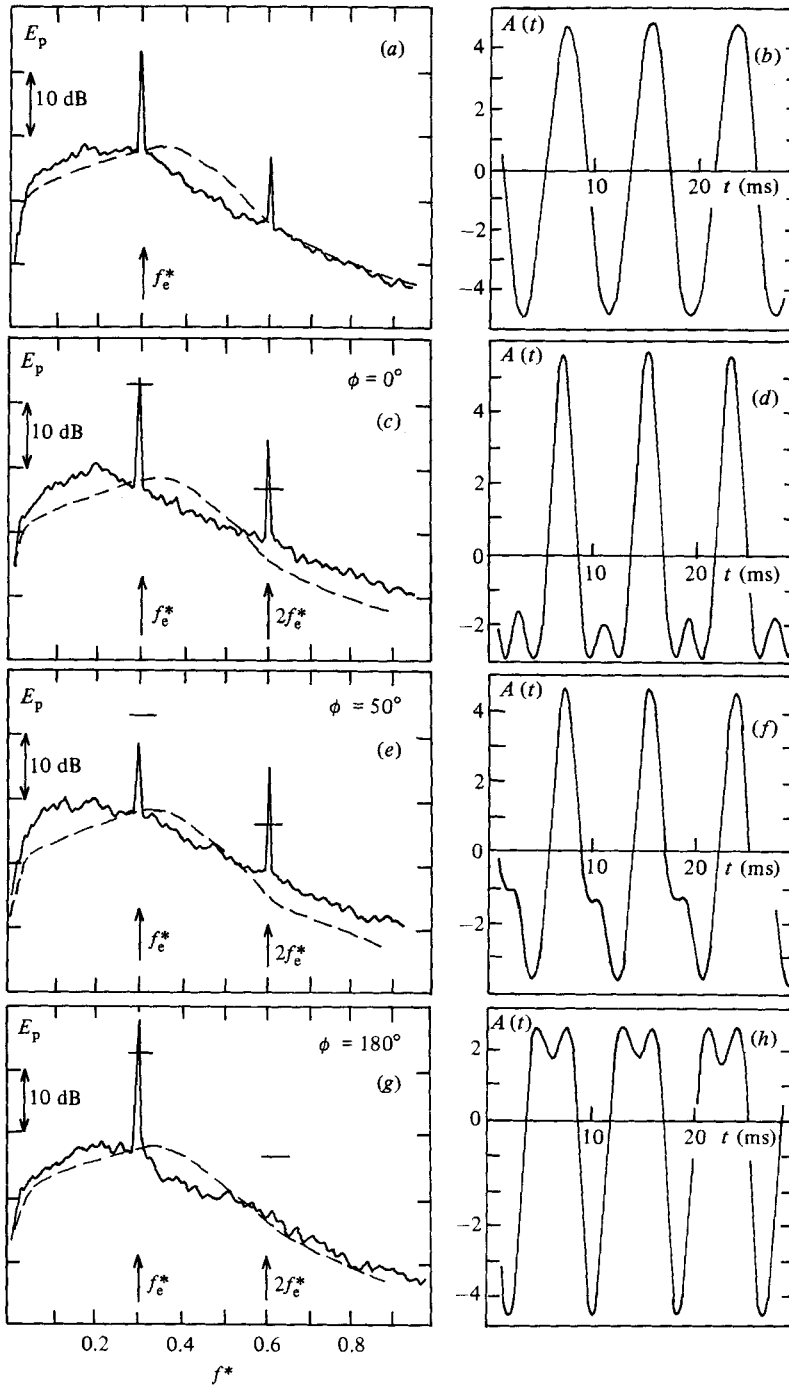 E_p (a)
10 dB
f_e^*
A(t)
4
2
0
−2
−4
10 20 t (ms)
(b)
E_p ϕ = 0°
(c)
10 dB
f_e^* 2f_e^*
A(t)
4
2
0
−2
10 20 t (ms)
(d)
E_p ϕ = 50°
(e)
10 dB
f_e^* 2f_e^*
A(t)
4
2
0
−2
10 20 t (ms)
(f)
E_p ϕ = 180°
(g)
10 dB
f_e^* 2f_e^*
0.2 0.4 0.6 0.8
f*
A(t)
2
0
−2
−4
10 20 t (ms)
(h)